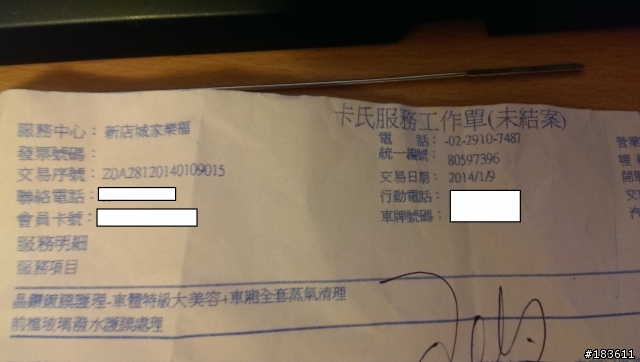 卡氏服務工作單(未結案)
服務中心: 新店城家樂福
電 話: -02-2910-7487
發票號碼:
統一編號: 80597396
交易序號: Z0A28120140109015
交易日期: 2014/1/9
聯絡電話:
行動電話:
會員卡號:
車牌號碼:
服務明細
服務項目
晶鑽鍍膜護理-車體特級大美容+車廂全套蒸氣清理
前檔玻璃潑水護膜處理
#183611